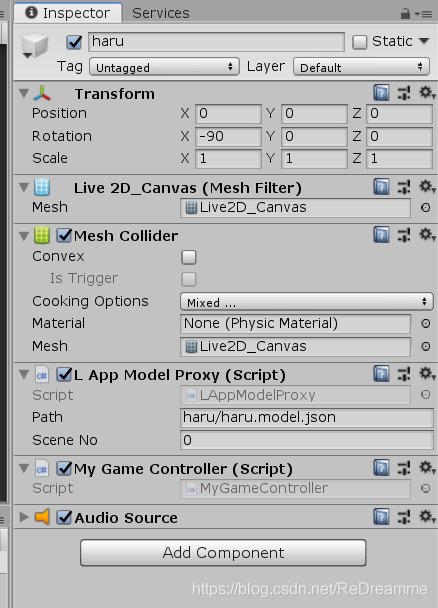 Inspector Services
haru Static
Tag Untagged Layer Default
Transform
Position X 0 Y 0 Z 0
Rotation X -90 Y 0 Z 0
Scale X 1 Y 1 Z 1
Live 2D_Canvas (Mesh Filter)
Mesh Live2D_Canvas
Mesh Collider
Convex
Is Trigger
Cooking Options Mixed ...
Material None (Physic Material)
Mesh Live2D_Canvas
L App Model Proxy (Script)
Script LAppModelProxy
Path haru/haru.model.json
Scene No 0
My Game Controller (Script)
Script MyGameController
Audio Source
Add Component
https://blog.csdn.net/ReDreamme